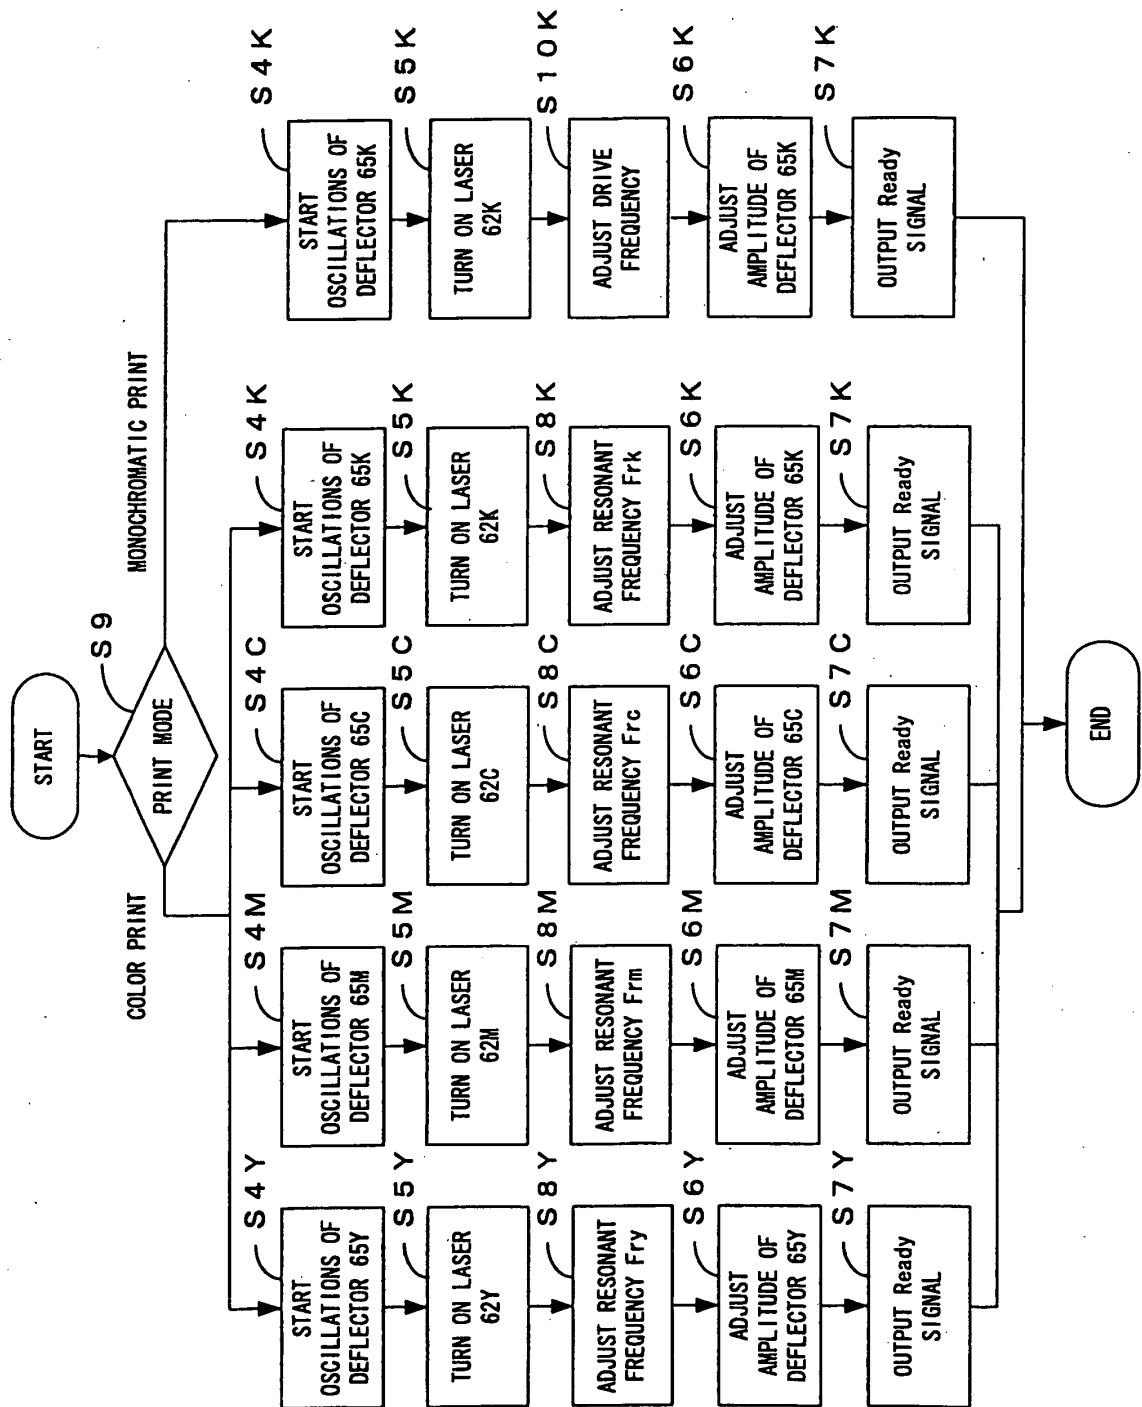 START
S9
PRINT MODE
COLOR PRINT
MONOCHROMATIC PRINT
S4Y
START
OSCILLATIONS OF
DEFLECTOR 65Y
S5Y
TURN ON LASER
62Y
S8Y
ADJUST RESONANT
FREQUENCY Fry
S6Y
ADJUST
AMPLITUDE OF
DEFLECTOR 65Y
S7Y
OUTPUT Ready
SIGNAL
S4M
START
OSCILLATIONS OF
DEFLECTOR 65M
S5M
TURN ON LASER
62M
S8M
ADJUST RESONANT
FREQUENCY Frm
S6M
ADJUST
AMPLITUDE OF
DEFLECTOR 65M
S7M
OUTPUT Ready
SIGNAL
S4C
START
OSCILLATIONS OF
DEFLECTOR 65C
S5C
TURN ON LASER
62C
S8C
ADJUST RESONANT
FREQUENCY Frc
S6C
ADJUST
AMPLITUDE OF
DEFLECTOR 65C
S7C
OUTPUT Ready
SIGNAL
S4K
START
OSCILLATIONS OF
DEFLECTOR 65K
S5K
TURN ON LASER
62K
S8K
ADJUST RESONANT
FREQUENCY Frk
S6K
ADJUST
AMPLITUDE OF
DEFLECTOR 65K
S7K
OUTPUT Ready
SIGNAL
S4K
START
OSCILLATIONS OF
DEFLECTOR 65K
S5K
TURN ON LASER
62K
S10K
ADJUST DRIVE
FREQUENCY
S6K
ADJUST
AMPLITUDE OF
DEFLECTOR 65K
S7K
OUTPUT Ready
SIGNAL
END